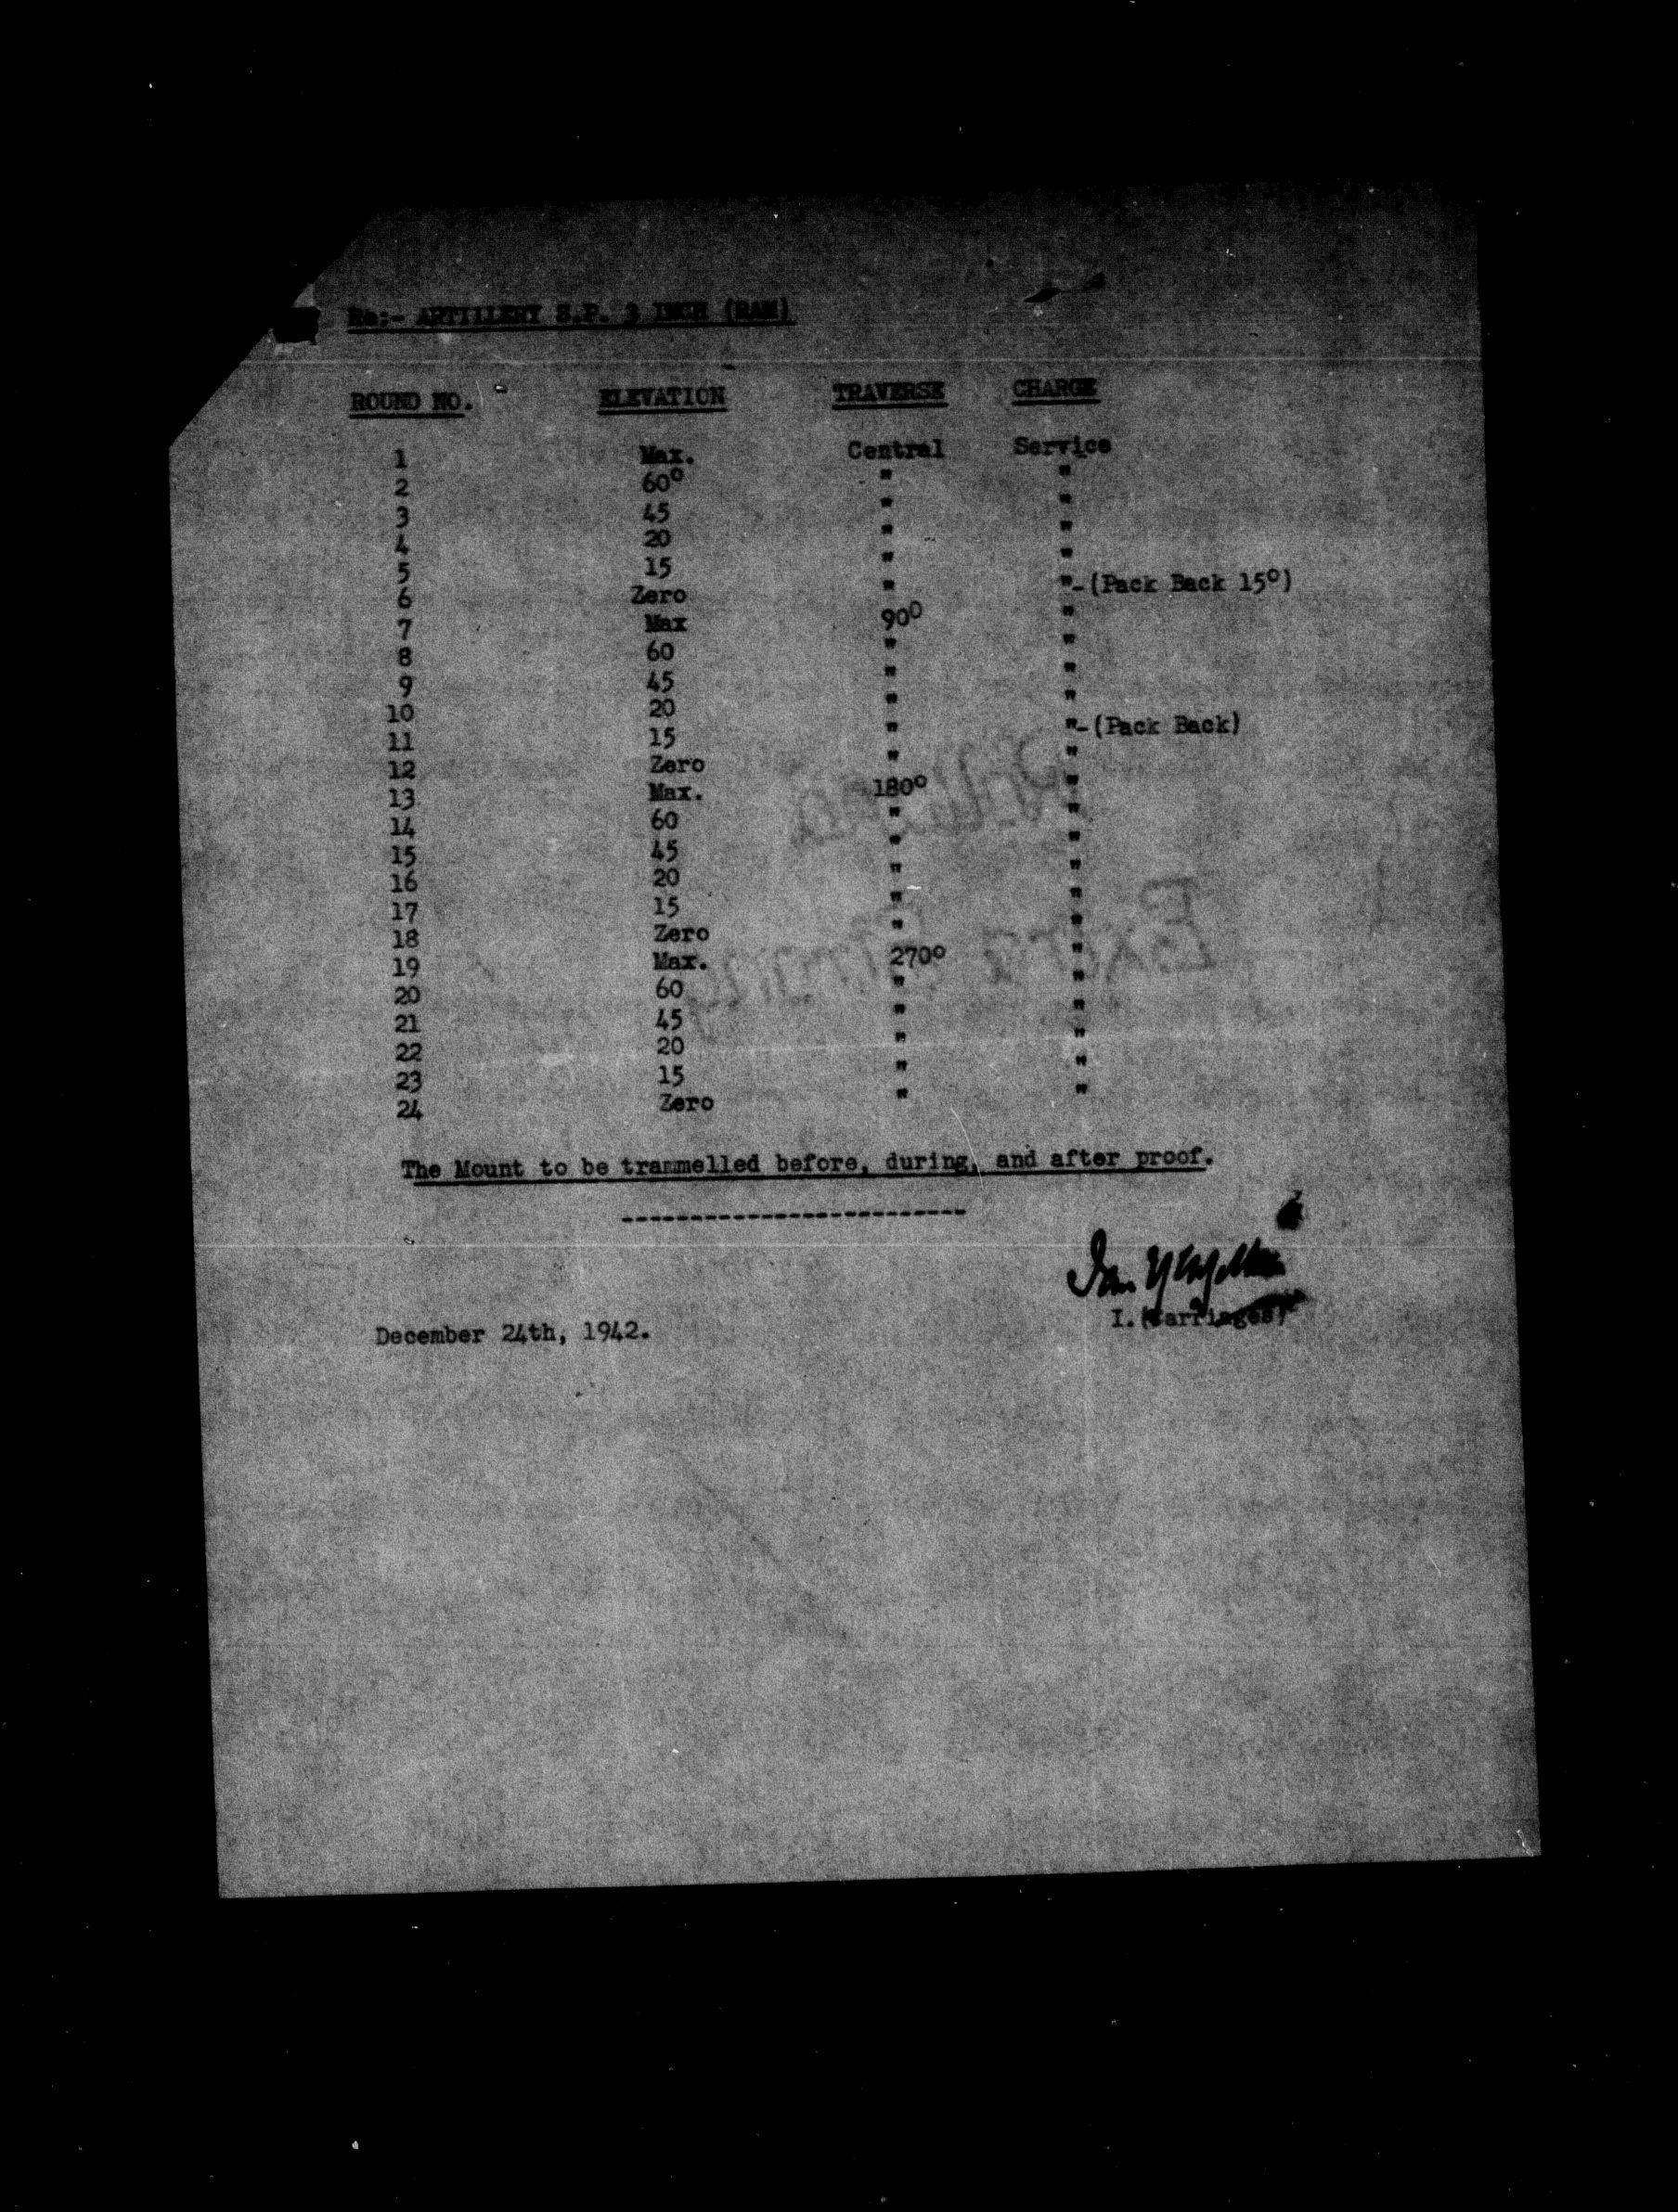 Re:- ARTILLERY S.P. 3 INCH (RAM)
ROUND NO. ELEVATION TRAVERSE CHARGE
1 Max. Central Service
2 60° " "
3 45 " "
4 20 " "
5 15 " "
6 Zero " "-(Pack Back 15°)
7 Max 90° "
8 60 " "
9 45 " "
10 20 " "
11 15 " "-(Pack Back)
12 Zero " "
13 Max. 180° "
14 60 " "
15 45 " "
16 20 " "
17 15 " "
18 Zero " "
19 Max. 270° "
20 60 " "
21 45 " "
22 20 " "
23 15 " "
24 Zero " "
The Mount to be trammelled before, during, and after proof.
-------------------------
I.(Carriages)
December 24th, 1942.